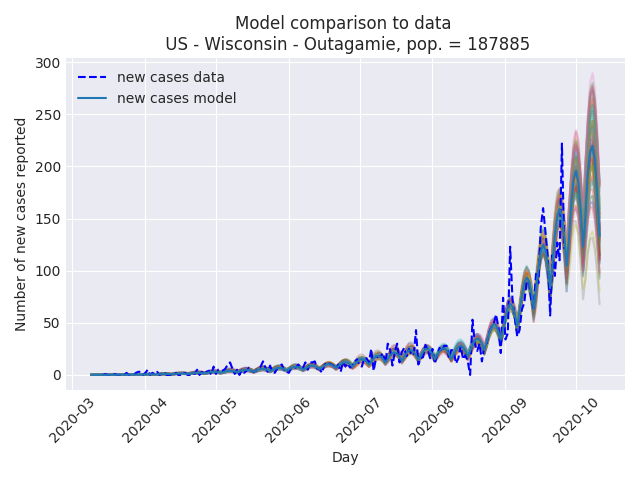 Model comparison to data
US - Wisconsin - Outagamie, pop. = 187885
new cases data
new cases model
Number of new cases reported
300
250
200
150
100
50
0
2020-03
2020-04
2020-05
2020-06
2020-07
2020-08
2020-09
2020-10
Day